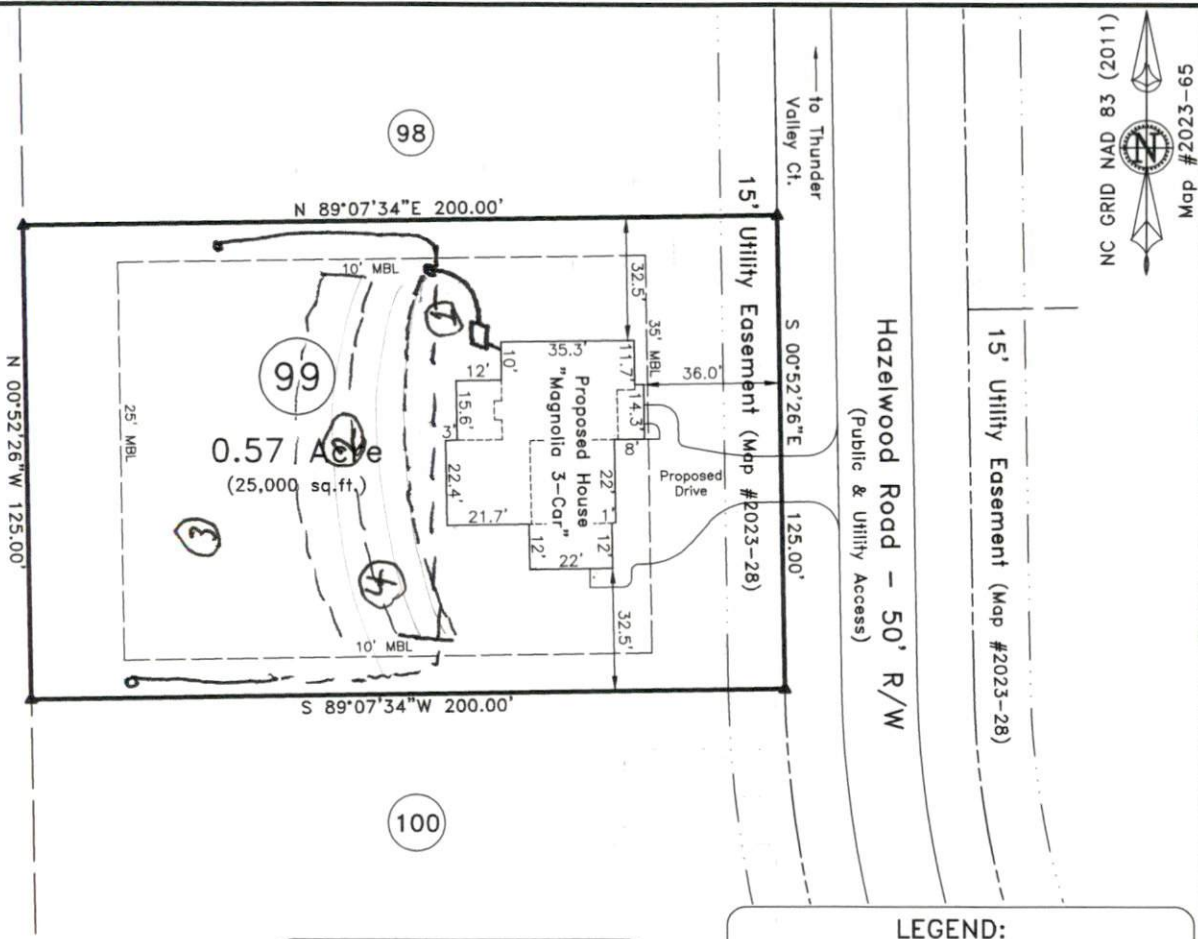 Map #2023-65
NC GRID NAD 83 (2011)
N
15' Utility Easement (Map #2023-28)
Hazelwood Road - 50' R/W
(Public & Utility Access)
to Thunder
Valley Ct.
S 00°52'26"E 125.00'
15' Utility Easement (Map #2023-28)
98
N 89°07'34"E 200.00'
10' MBL
32.5'
35' MBL
36.0'
35.3'
11.7'
14.3'
10'
12'
15.6'
3'
8'
22'
1'
22.4'
21.7'
12'
12'
22'
32.5'
Proposed House
"Magnolia
3-Car"
Proposed
Drive
1
99
2
0.57 Acre
(25,000 sq.ft.)
3
4
25' MBL
10' MBL
N 00°52'26"W 125.00'
S 89°07'34"W 200.00'
100
LEGEND: